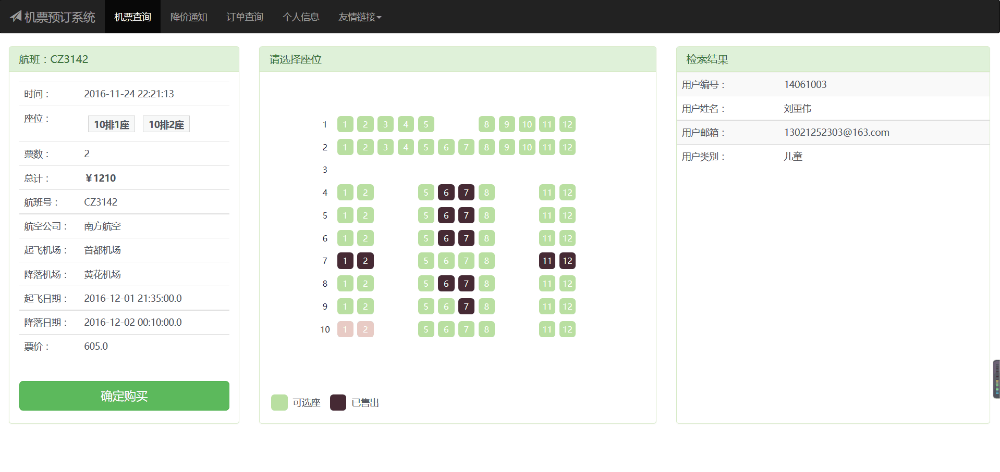 机票预订系统 机票查询 降价通知 订单查询 个人信息 友情链接
航班：CZ3142
时间： 2016-11-24 22:21:13
座位： 10排1座 10排2座
票数： 2
总计： ￥1210
航班号： CZ3142
航空公司： 南方航空
起飞机场： 首都机场
降落机场： 黄花机场
起飞日期： 2016-12-01 21:35:00.0
降落日期： 2016-12-02 00:10:00.0
票价： 605.0
确定购买
请选择座位
1 1 2 3 4 5 8 9 10 11 12
2 1 2 3 4 5 6 7 8 9 10 11 12
3
4 1 2 5 6 7 8 11 12
5 1 2 5 6 7 8 11 12
6 1 2 5 6 7 8 11 12
7 1 2 5 6 7 8 11 12
8 1 2 5 6 7 8 11 12
9 1 2 5 6 7 8 11 12
10 1 2 5 6 7 8 11 12
可选座 已售出
检索结果
用户编号： 14061003
用户姓名： 刘重伟
用户邮箱： 13021252303@163.com
用户类别： 儿童